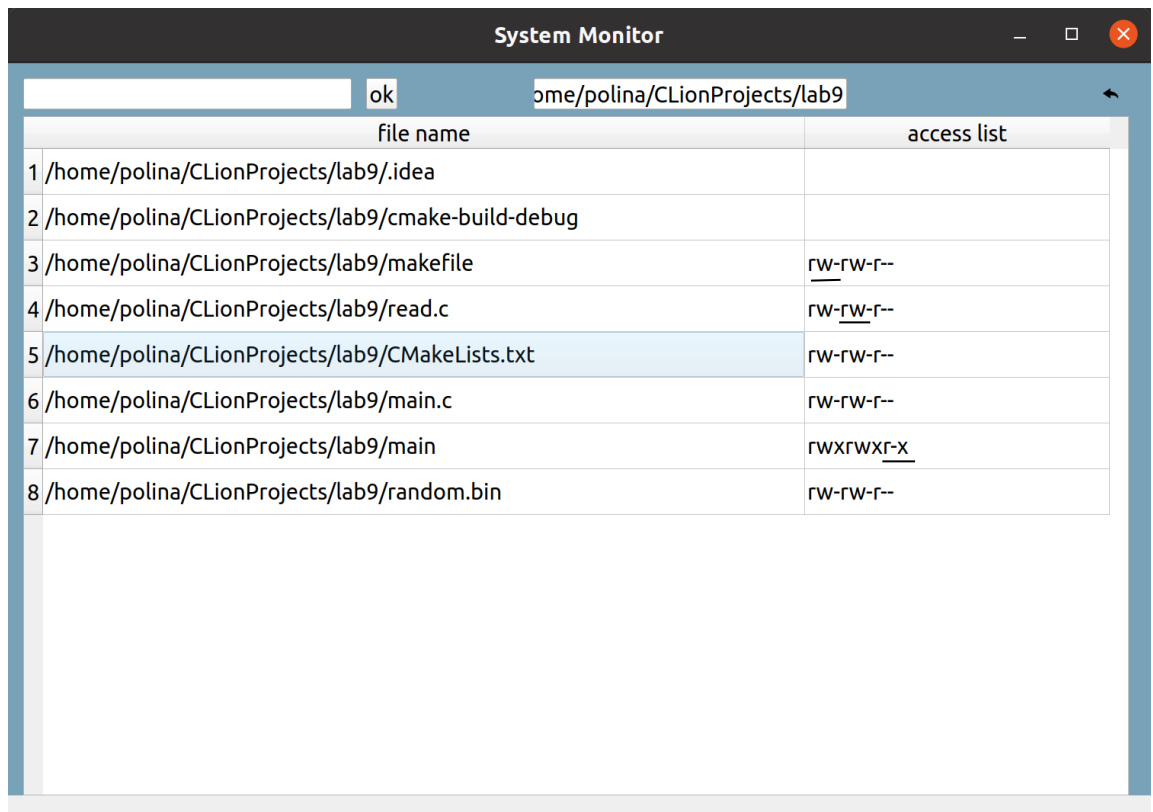 System Monitor
ok ome/polina/CLionProjects/lab9
file name access list
1 /home/polina/CLionProjects/lab9/.idea
2 /home/polina/CLionProjects/lab9/cmake-build-debug
3 /home/polina/CLionProjects/lab9/makefile rw-rw-r--
4 /home/polina/CLionProjects/lab9/read.c rw-rw-r--
5 /home/polina/CLionProjects/lab9/CMakeLists.txt rw-rw-r--
6 /home/polina/CLionProjects/lab9/main.c rw-rw-r--
7 /home/polina/CLionProjects/lab9/main rwxrwxr-x
8 /home/polina/CLionProjects/lab9/random.bin rw-rw-r--